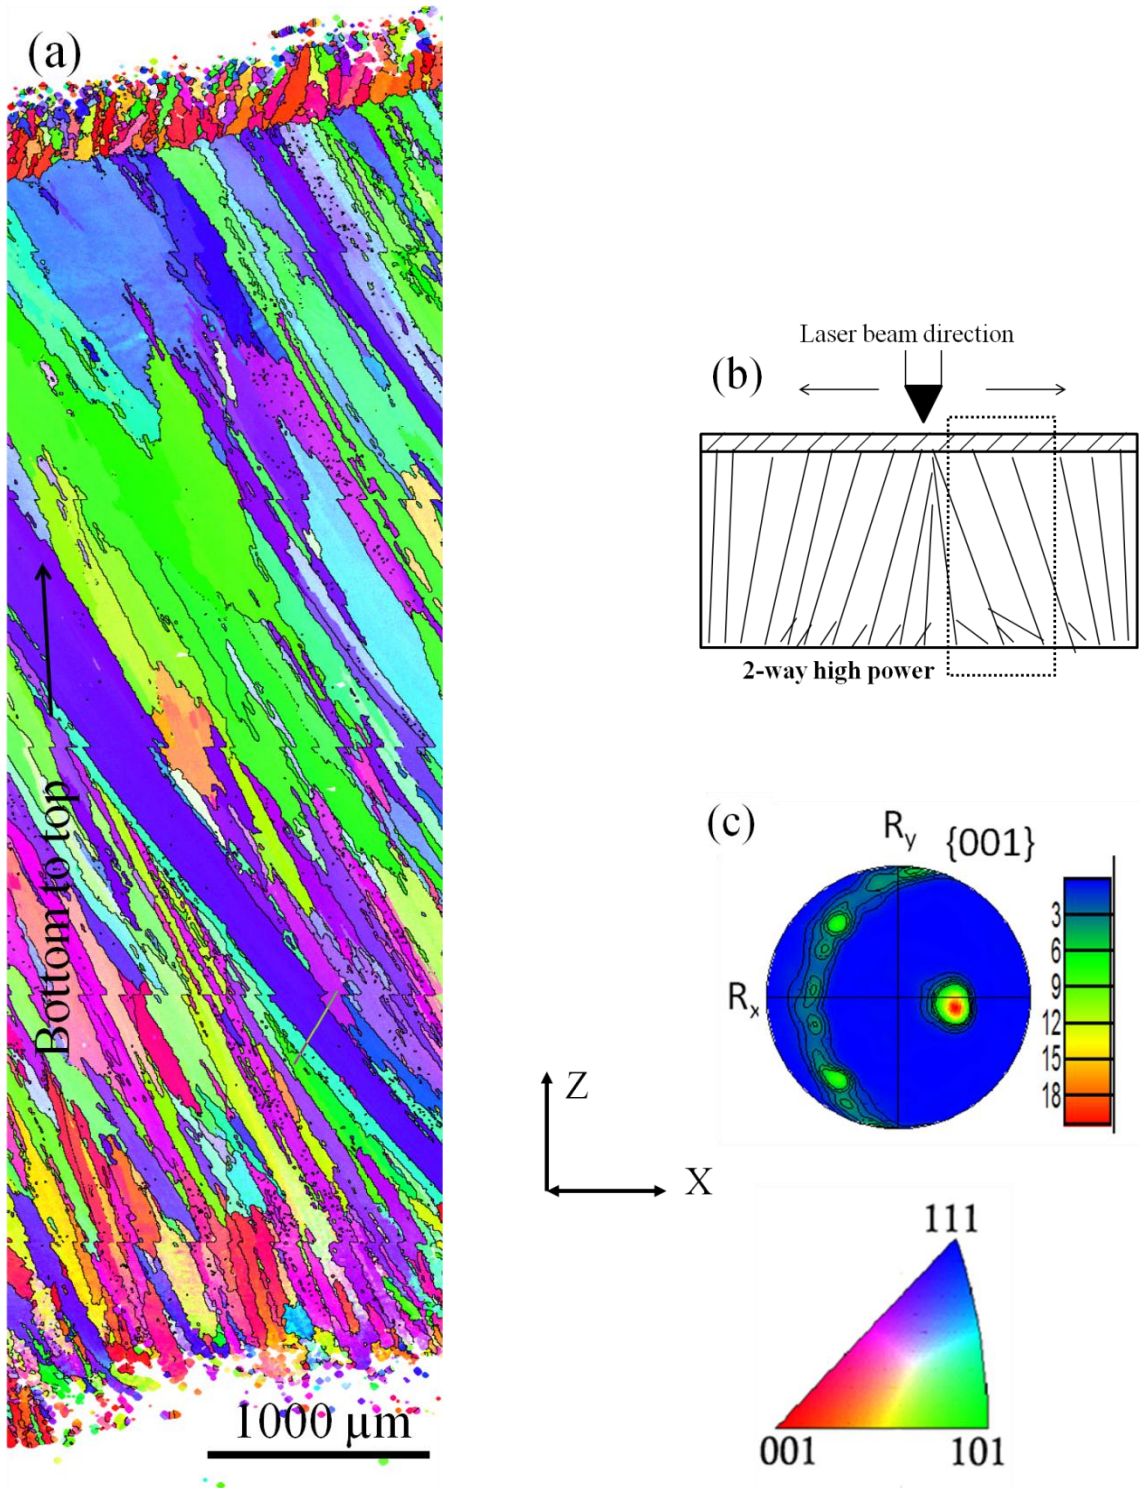 (a)
Bottom to top
1000 µm
Laser beam direction
(b)
2-way high power
(c)
Ry
{001}
Rx
3
6
9
12
15
18
Z
X
111
001
101